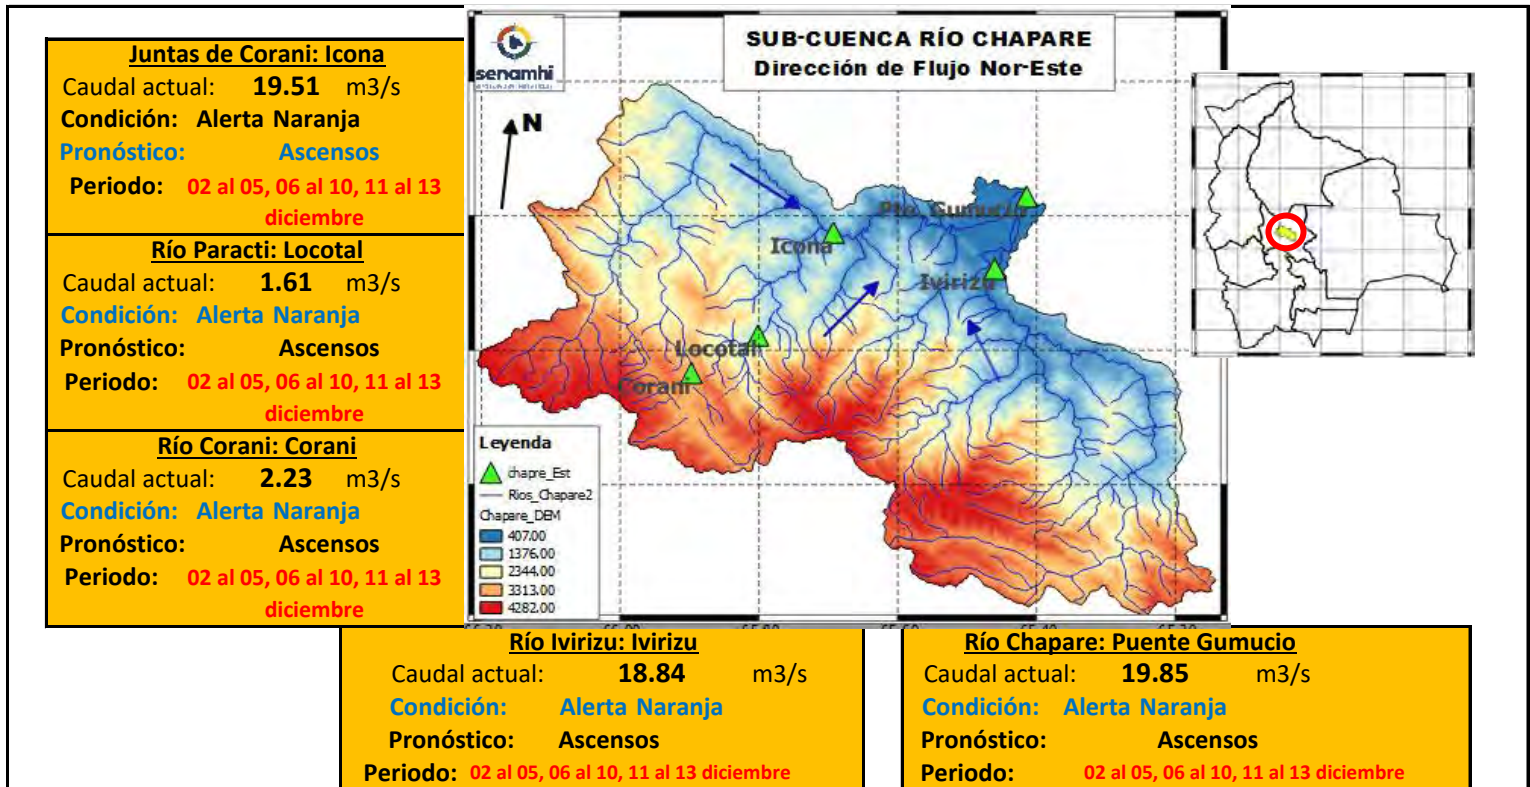 Juntas de Corani: Icona
Caudal actual: 19.51 m3/s
Condición: Alerta Naranja
Pronóstico: Ascensos
Periodo: 02 al 05, 06 al 10, 11 al 13
diciembre
Río Paracti: Locotal
Caudal actual: 1.61 m3/s
Condición: Alerta Naranja
Pronóstico: Ascensos
Periodo: 02 al 05, 06 al 10, 11 al 13
diciembre
Río Corani: Corani
Caudal actual: 2.23 m3/s
Condición: Alerta Naranja
Pronóstico: Ascensos
Periodo: 02 al 05, 06 al 10, 11 al 13
diciembre
senamhi
SUB-CUENCA RÍO CHAPARE
Dirección de Flujo Nor-Este
N
Pto. Gumucio
Icona
Ivirizu
Locotal
Corani
Leyenda
chapre_Est
Rios_Chapare2
Chapare_DEM
407.00
1376.00
2344.00
3313.00
4282.00
Río Ivirizu: Ivirizu
Caudal actual: 18.84 m3/s
Condición: Alerta Naranja
Pronóstico: Ascensos
Periodo: 02 al 05, 06 al 10, 11 al 13 diciembre
Río Chapare: Puente Gumucio
Caudal actual: 19.85 m3/s
Condición: Alerta Naranja
Pronóstico: Ascensos
Periodo: 02 al 05, 06 al 10, 11 al 13 diciembre